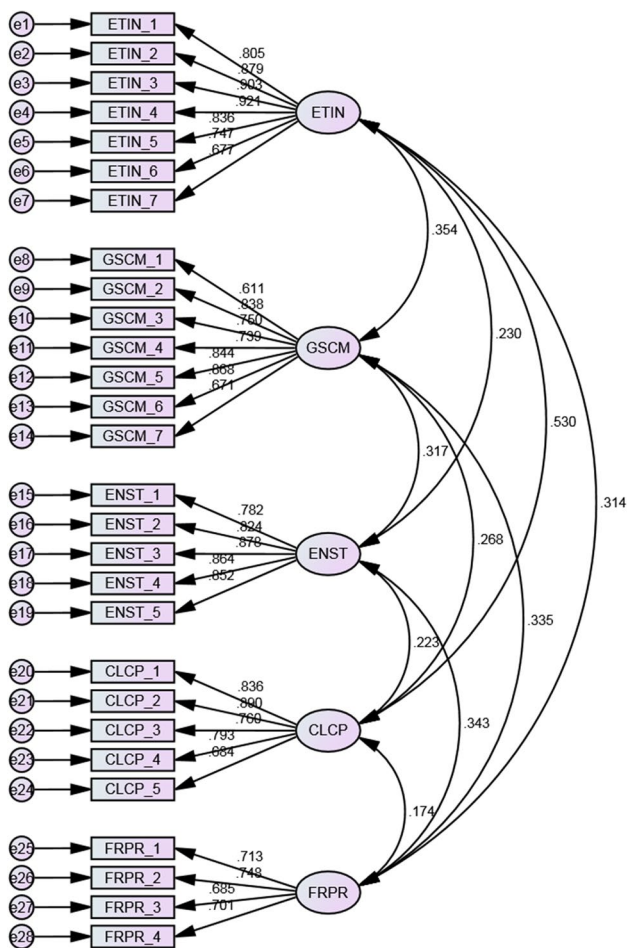 e1 ETIN_1
e2 ETIN_2
e3 ETIN_3
e4 ETIN_4
e5 ETIN_5
e6 ETIN_6
e7 ETIN_7
.805
.879
.903
.921
.836
.747
.677
ETIN
e8 GSCM_1
e9 GSCM_2
e10 GSCM_3
e11 GSCM_4
e12 GSCM_5
e13 GSCM_6
e14 GSCM_7
.611
.838
.750
.739
.844
.868
.671
GSCM
e15 ENST_1
e16 ENST_2
e17 ENST_3
e18 ENST_4
e19 ENST_5
.782
.824
.878
.864
.852
ENST
e20 CLCP_1
e21 CLCP_2
e22 CLCP_3
e23 CLCP_4
e24 CLCP_5
.836
.760
.793
.684
CLCP
e25 FRPR_1
e26 FRPR_2
e27 FRPR_3
e28 FRPR_4
.713
.748
.685
.701
FRPR
.354
.230
.530
.314
.317
.268
.335
.223
.343
.174